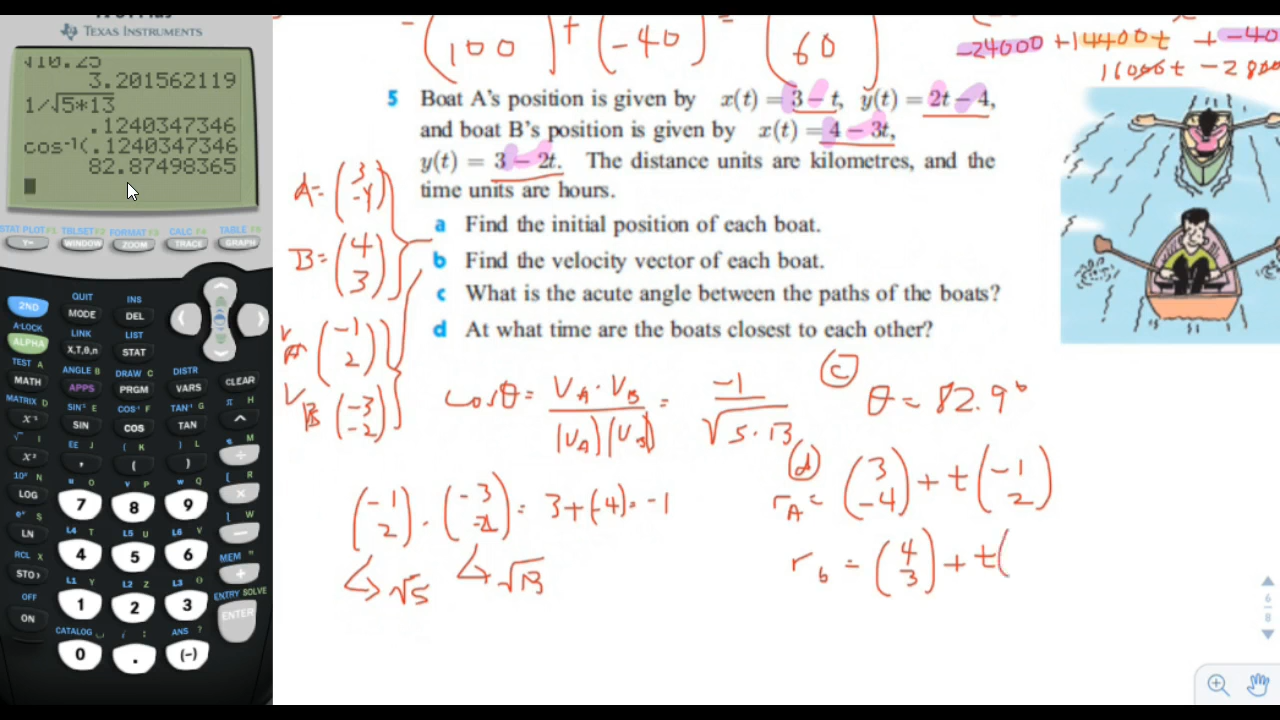 TEXAS INSTRUMENTS
√10.25
3.201562119
1/√5*13
.1240347346
cos⁻¹(.1240347346
82.87498365
STAT PLOT F1 TBLSET F2 FORMAT F3 CALC F4 TABLE F5
Y= WINDOW ZOOM TRACE GRAPH
QUIT INS
2ND MODE DEL
A-LOCK LINK LIST
ALPHA X,T,θ,n STAT
TEST A ANGLE B DRAW C DISTR
MATH APPS PRGM VARS CLEAR
MATRIX D SIN⁻¹ E COS⁻¹ F TAN⁻¹ G π H
X⁻¹ SIN COS TAN ^
√ I EE J { K } L e M
X² , ( ) ÷
10ˣ N u O v P w Q [ R
LOG 7 8 9 ×
eˣ S L4 T L5 U L6 V ] W
LN 4 5 6 −
RCL X L1 Y L2 Z L3 θ MEM "
STO› 1 2 3 +
OFF CATALOG i : ANS ? ENTRY SOLVE
ON 0 . (−) ENTER
(100) + (-40) = (60)
-24000 +14400t + -40
16000t - 2800
5 Boat A's position is given by x(t) = 3 − t, y(t) = 2t − 4,
and boat B's position is given by x(t) = 4 − 3t,
y(t) = 3 − 2t. The distance units are kilometres, and the
time units are hours.
a Find the initial position of each boat.
b Find the velocity vector of each boat.
c What is the acute angle between the paths of the boats?
d At what time are the boats closest to each other?
A = (3 -4)
B = (4 3)
V A (-1 2)
V B (-3 -2)
cosθ = V_A · V_B / |V_A| |V_B| = -1 / √5·13
(c) θ = 82.9°
(-1 2) · (-3 -2) = 3+(-4) = -1
↳ √5 ↳ √13
(d)
r_A = (3 -4) + t (-1 2)
r_b = (4 3) + t (
6
8